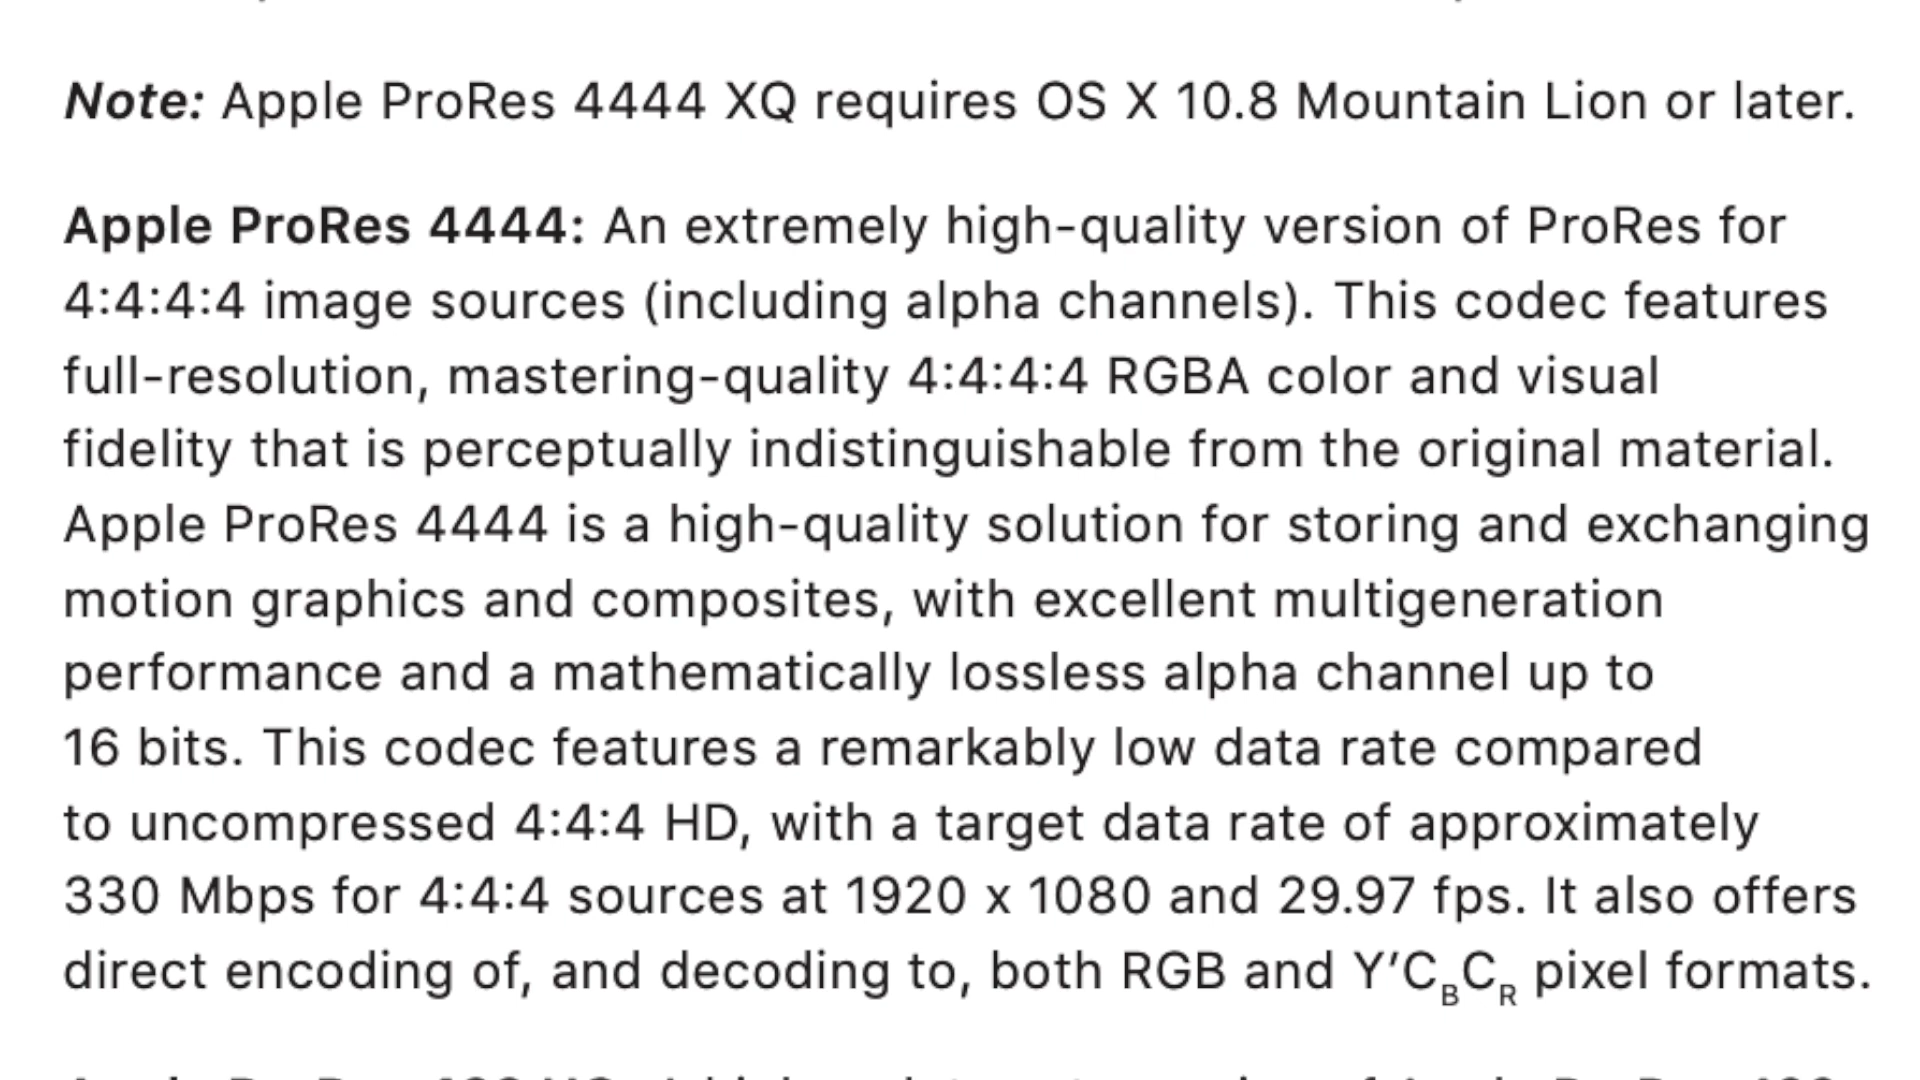 Note: Apple ProRes 4444 XQ requires OS X 10.8 Mountain Lion or later.
Apple ProRes 4444: An extremely high-quality version of ProRes for
4:4:4:4 image sources (including alpha channels). This codec features
full-resolution, mastering-quality 4:4:4:4 RGBA color and visual
fidelity that is perceptually indistinguishable from the original material.
Apple ProRes 4444 is a high-quality solution for storing and exchanging
motion graphics and composites, with excellent multigeneration
performance and a mathematically lossless alpha channel up to
16 bits. This codec features a remarkably low data rate compared
to uncompressed 4:4:4 HD, with a target data rate of approximately
330 Mbps for 4:4:4 sources at 1920 x 1080 and 29.97 fps. It also offers
direct encoding of, and decoding to, both RGB and Y′CBCR pixel formats.